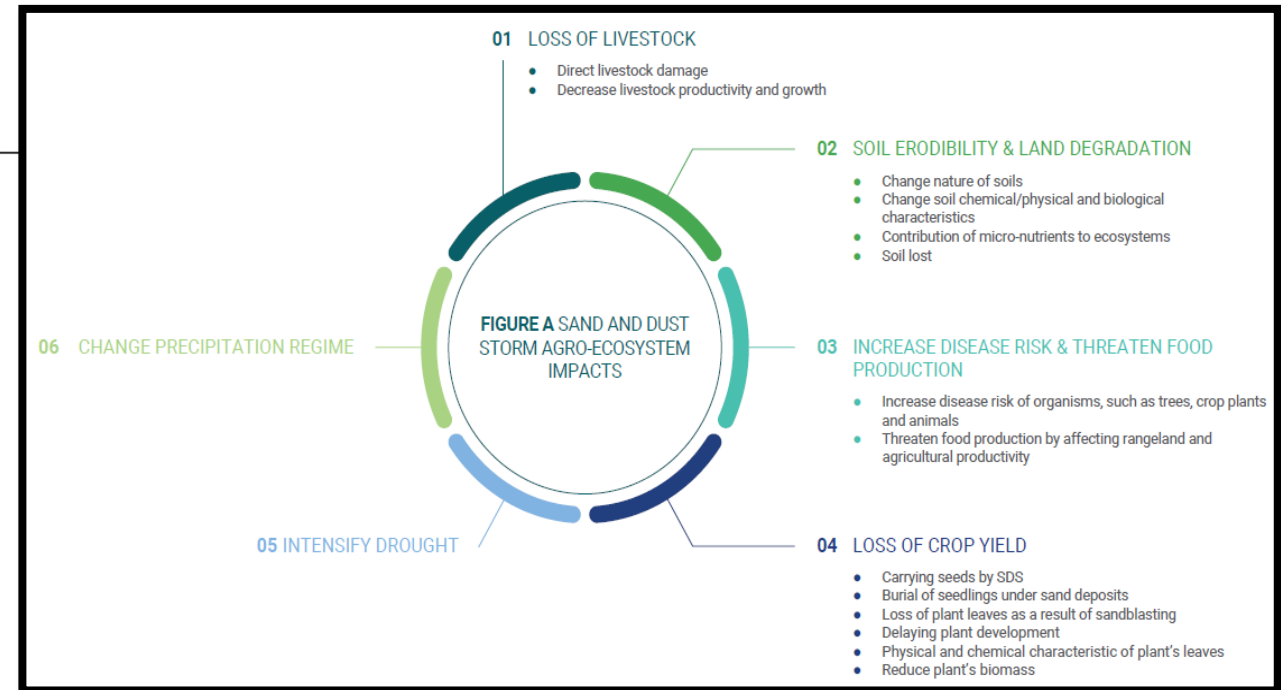 01 LOSS OF LIVESTOCK
● Direct livestock damage
● Decrease livestock productivity and growth
02 SOIL ERODIBILITY & LAND DEGRADATION
● Change nature of soils
● Change soil chemical/physical and biological
characteristics
● Contribution of micro-nutrients to ecosystems
● Soil lost
FIGURE A SAND AND DUST
STORM AGRO-ECOSYSTEM
IMPACTS
03 INCREASE DISEASE RISK & THREATEN FOOD
PRODUCTION
● Increase disease risk of organisms, such as trees, crop plants
and animals
● Threaten food production by affecting rangeland and
agricultural productivity
04 LOSS OF CROP YIELD
● Carrying seeds by SDS
● Burial of seedlings under sand deposits
● Loss of plant leaves as a result of sandblasting
● Delaying plant development
● Physical and chemical characteristic of plant's leaves
● Reduce plant's biomass
05 INTENSIFY DROUGHT
06 CHANGE PRECIPITATION REGIME